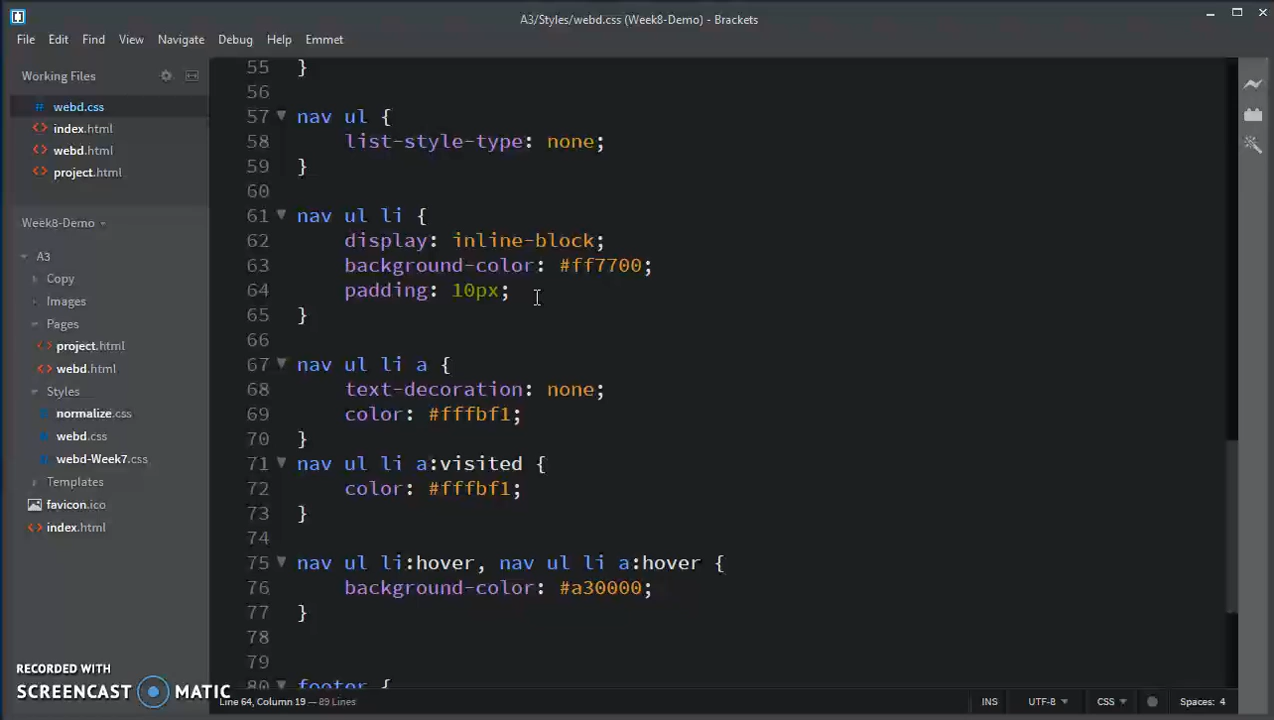 A3/Styles/webd.css (Week8-Demo) - Brackets
File Edit Find View Navigate Debug Help Emmet
Working Files
webd.css
index.html
webd.html
project.html
Week8-Demo
A3
Copy
Images
Pages
project.html
webd.html
Styles
normalize.css
webd.css
webd-Week7.css
Templates
favicon.ico
index.html
55 }
56
57 nav ul {
58 list-style-type: none;
59 }
60
61 nav ul li {
62 display: inline-block;
63 background-color: #ff7700;
64 padding: 10px;
65 }
66
67 nav ul li a {
68 text-decoration: none;
69 color: #fffbf1;
70 }
71 nav ul li a:visited {
72 color: #fffbf1;
73 }
74
75 nav ul li:hover, nav ul li a:hover {
76 background-color: #a30000;
77 }
78
79
80 footer {
RECORDED WITH
SCREENCAST MATIC
Line 64, Column 19 — 89 Lines
INS UTF-8 CSS Spaces: 4